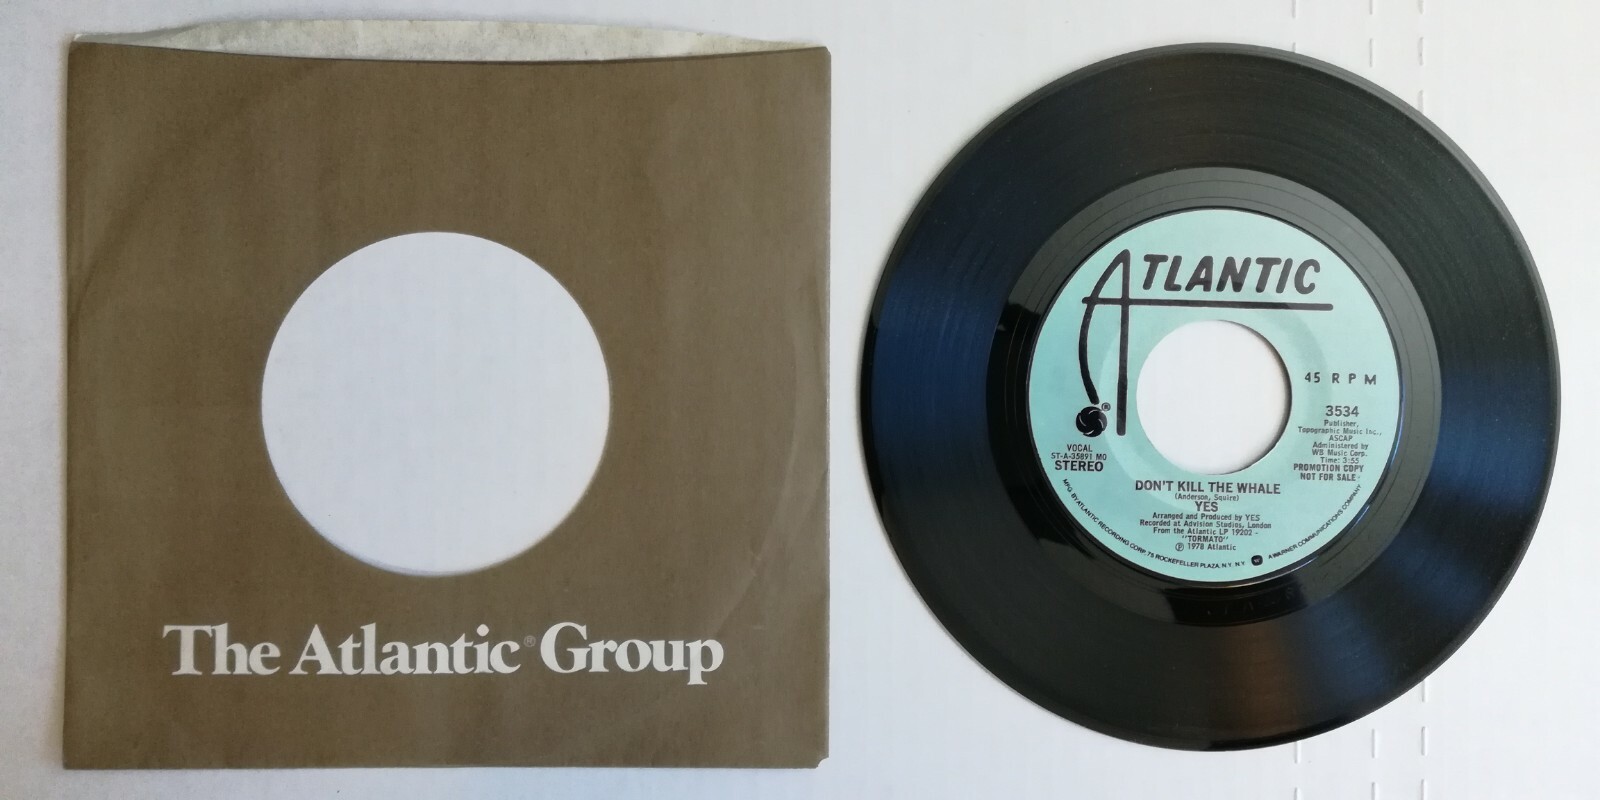 The Atlantic® Group
ATLANTIC
®
45 R P M
3534
Publisher,
Topographic Music Inc.,
ASCAP
Administered by
WB Music Corp.
Time: 3:55
PROMOTION COPY
NOT FOR SALE
VOCAL
ST-A-35891 MO
STEREO
DON'T KILL THE WHALE
(Anderson, Squire)
YES
Arranged and Produced by YES
Recorded at Advision Studios, London
From the Atlantic LP 19202 -
"TORMATO"
℗ 1978 Atlantic
MFG. BY ATLANTIC RECORDING CORP., 75 ROCKEFELLER PLAZA, N.Y., N.Y. A WARNER COMMUNICATIONS COMPANY